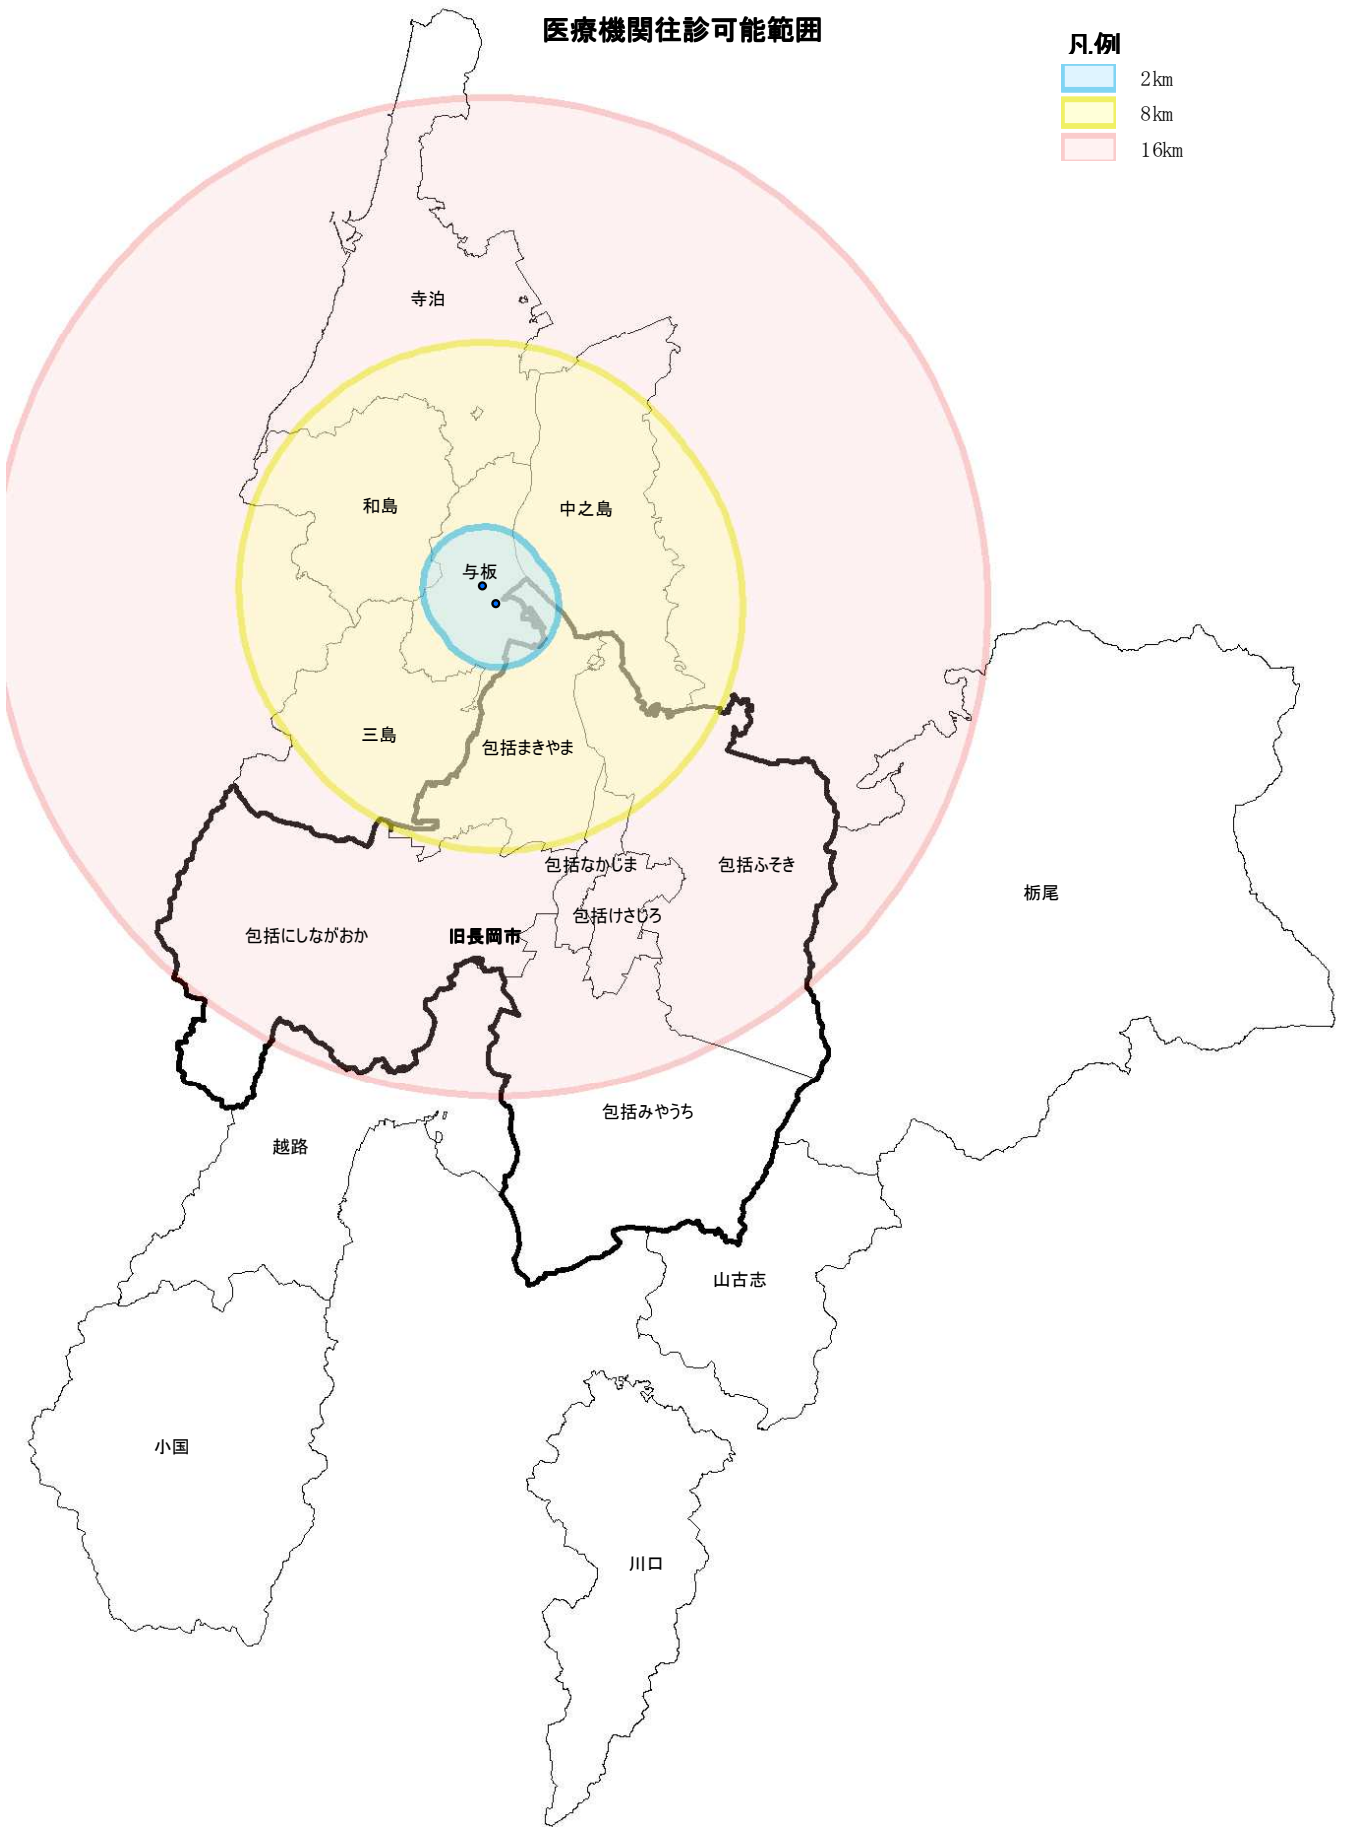 医療機関往診可能範囲
凡例
2km
8km
16km
寺泊
和島
中之島
与板
三島
包括まきやま
包括なかじま
包括ふそき
栃尾
包括けさじろ
包括にしながおか
旧長岡市
包括みやうち
越路
山古志
小国
川口